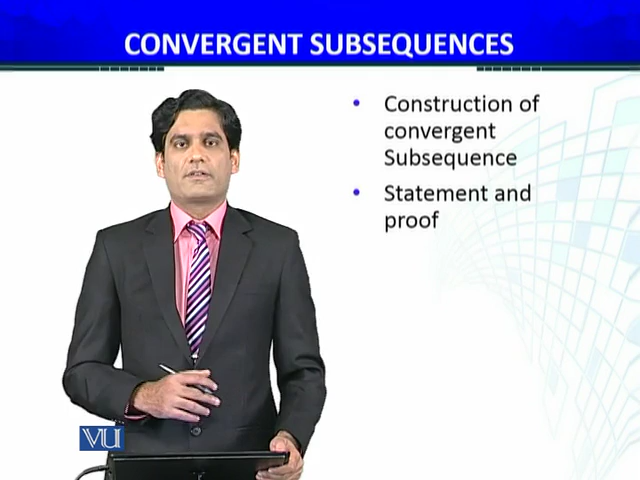 CONVERGENT SUBSEQUENCES
• Construction of
convergent
Subsequence
• Statement and
proof
VU